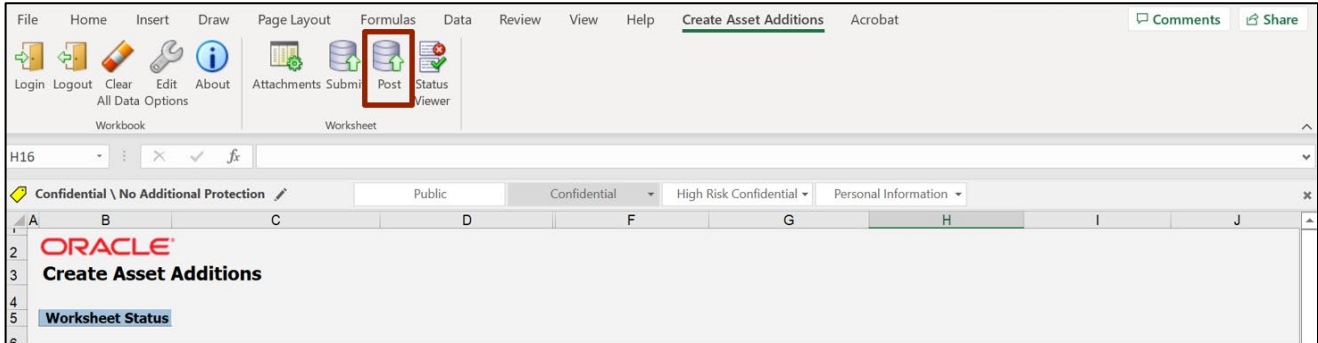 File Home Insert Draw Page Layout Formulas Data Review View Help Create Asset Additions Acrobat Comments Share
Login Logout Clear All Data Edit Options About Attachments Submit Post Status Viewer
Workbook Worksheet
H16 fx
Confidential \ No Additional Protection Public Confidential High Risk Confidential Personal Information
A B C D F G H I J
2 ORACLE
3 Create Asset Additions
4
5 Worksheet Status